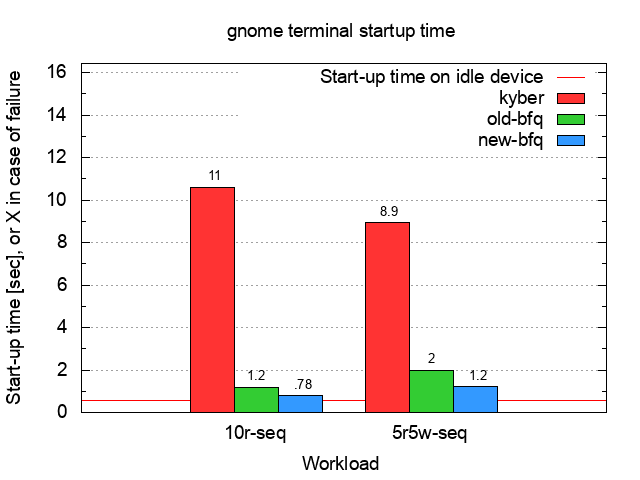 gnome terminal startup time
Start-up time [sec], or X in case of failure
16
14
12
10
8
6
4
2
0
Start-up time on idle device
kyber
old-bfq
new-bfq
11
1.2
.78
8.9
2
1.2
10r-seq
5r5w-seq
Workload